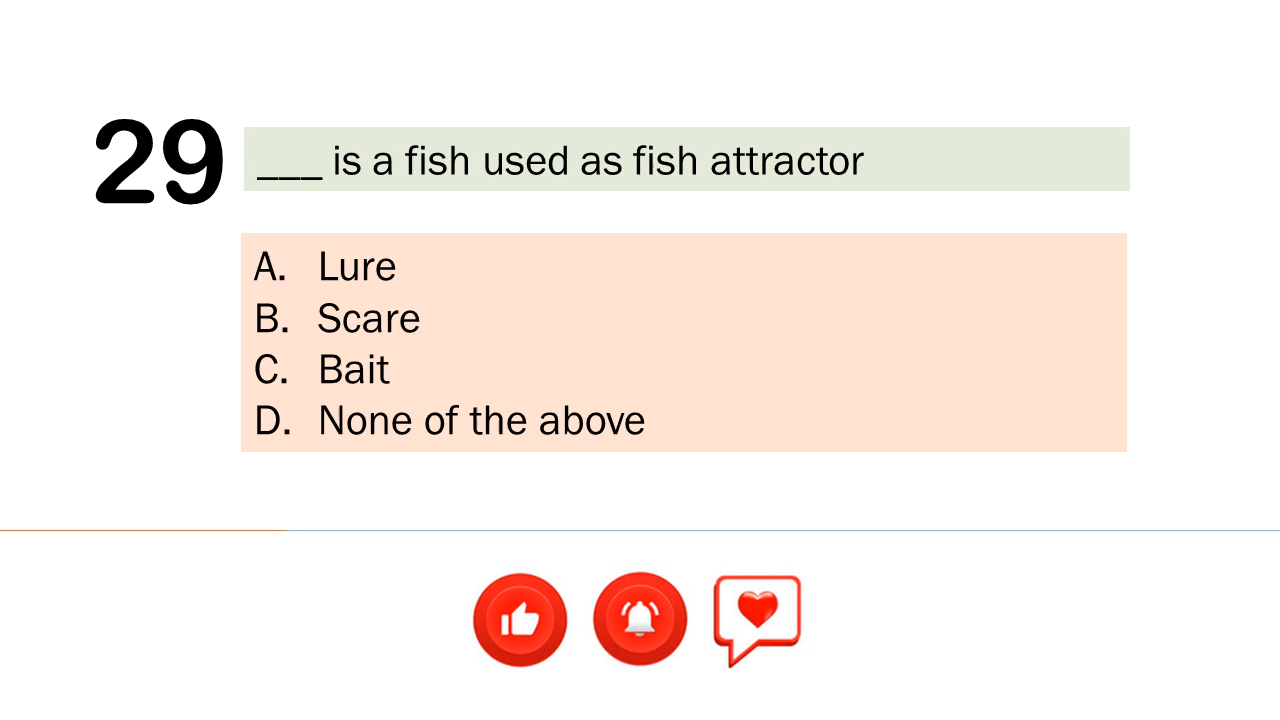 29
___ is a fish used as fish attractor
A. Lure
B. Scare
C. Bait
D. None of the above